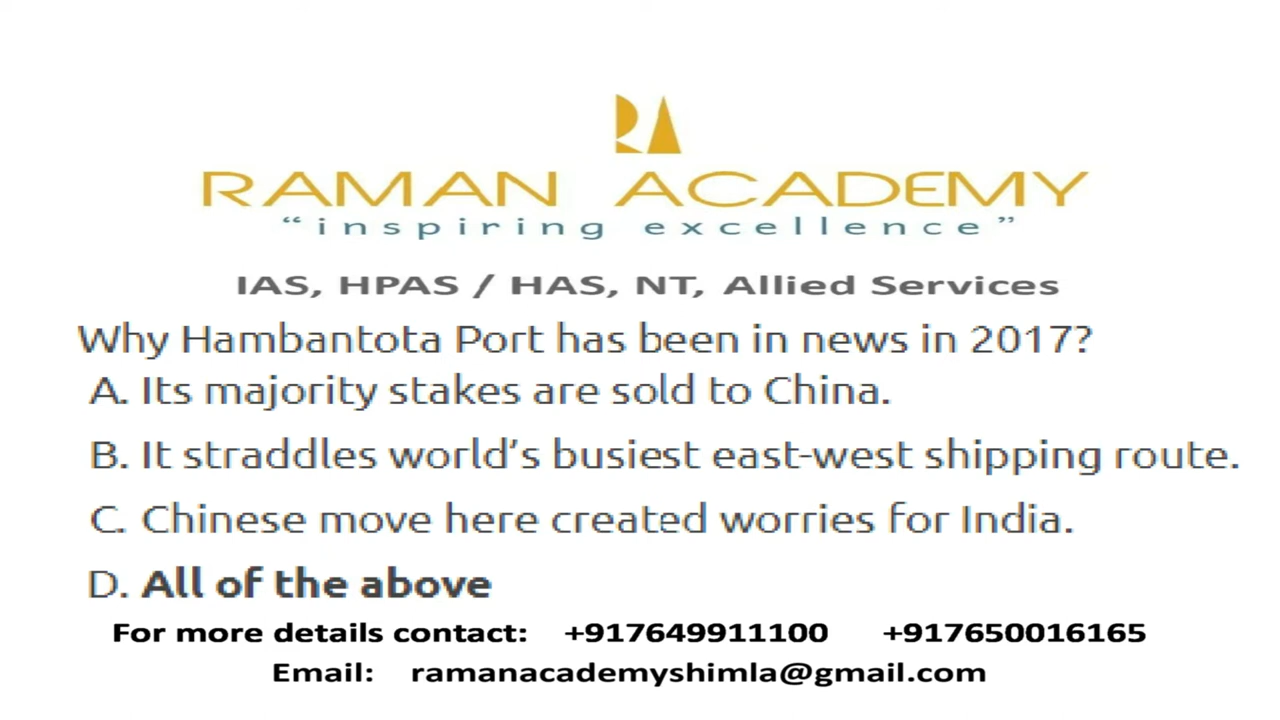 RA
RAMAN ACADEMY
“inspiring excellence”
IAS, HPAS / HAS, NT, Allied Services
Why Hambantota Port has been in news in 2017?
A. Its majority stakes are sold to China.
B. It straddles world’s busiest east-west shipping route.
C. Chinese move here created worries for India.
D. All of the above
For more details contact: +917649911100 +917650016165
Email: ramanacademyshimla@gmail.com